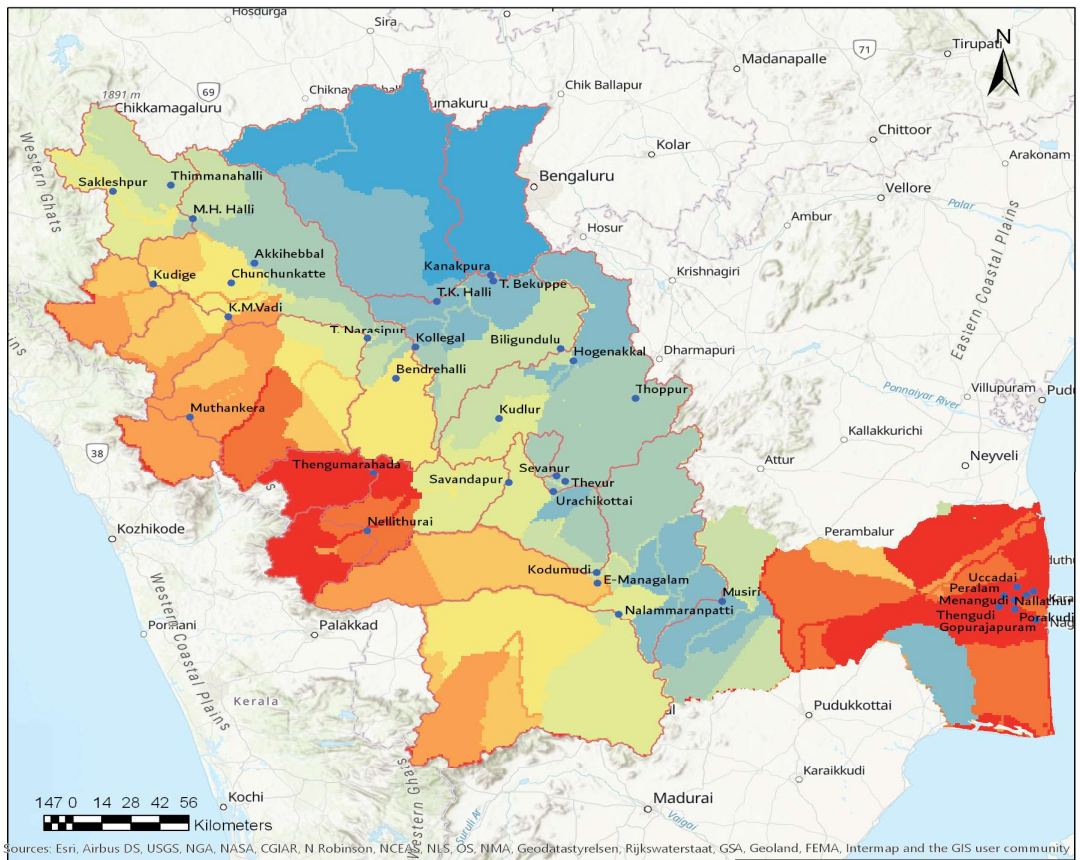 Hosdurga
Sira
71
Tirupati
N
Madanapalle
1891 m
69
Chik Ballapur
Chikkamagaluru
umakuru
Chittoor
Kolar
Arakonam
Western Ghats
Bengaluru
Sakleshpur
Thimmanahalli
Vellore
Palar
M.H. Halli
Ambur
Hosur
Akkihebbal
Kanakpura
Krishnagiri
Kudige
Chunchunkatte
T. Bekuppe
T.K. Halli
K.M.Vadi
Eastern Coastal Plains
T. Narasipur
Kollegal
Biligundulu
Hogenakkal
Dharmapuri
Bendrehalli
Thoppur
Ponnaiyar River
Villupuram
Muthankera
Kudlur
Kallakkurichi
38
Thengumarahada
Sevanur
Attur
Neyveli
Savandapur
Thevur
Urachikottai
Kozhikode
Nellithurai
Perambalur
Kodumudi
E-Managalam
Uccadai
Peralam
Musiri
Menangudi
Nallathur
Nalammaranpatti
Thengudi
Porakudi
Gopurajapuram
Palakkad
Western Coastal Plains
Kerala
Pudukkottai
Karaikkudi
147 0 14 28 42 56
Kilometers
Kochi
Western Ghats
Madurai
Suruli Ar
Vaigai
Sources: Esri, Airbus DS, USGS, NGA, NASA, CGIAR, N Robinson, NCEAS, NLS, OS, NMA, Geodatastyrelsen, Rijkswaterstaat, GSA, Geoland, FEMA, Intermap and the GIS user community